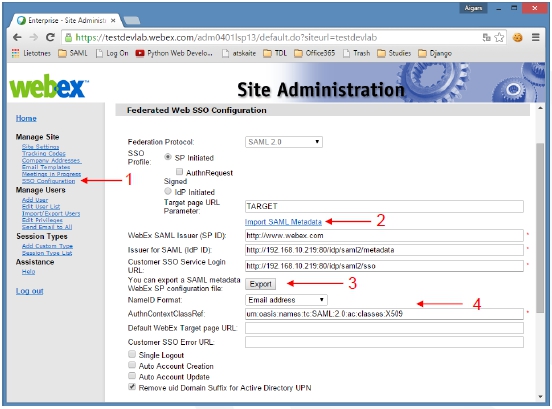 Aigars
Enterprise - Site Administ
https://testdevlab.webex.com/adm0401lsp13/default.do?siteurl=testdevlab
Lietotnes
SAML
Log On
Python Web Develo...
atskaite
TDL
Office365
Trash
Studies
Django
webex
Site Administration
Home
Manage Site
Site Settings
Tracking Codes
Company Addresses
Email Templates
Meetings in Progress
SSO Configuration
Manage Users
Add User
Edit User List
Import/Export Users
Edit Privileges
Send Email to All
Session Types
Add Custom Type
Session Type List
Assistance
Help
Log out
1
Federated Web SSO Configuration
Federation Protocol: SAML 2.0
SSO Profile: SP Initiated
AuthnRequest Signed
IdP Initiated
Target page URL Parameter: TARGET
Import SAML Metadata 2
WebEx SAML Issuer (SP ID): http://www.webex.com *
Issuer for SAML (IdP ID): http://192.168.10.219:80/idp/saml2/metadata *
Customer SSO Service Login URL: http://192.168.10.219:80/idp/saml2/sso *
You can export a SAML metadata WebEx SP configuration file: Export 3
NameID Format: Email address 4
AuthnContextClassRef: urn:oasis:names:tc:SAML:2.0:ac:classes:X509 *
Default WebEx Target page URL:
Customer SSO Error URL:
Single Logout
Auto Account Creation
Auto Account Update
Remove uid Domain Suffix for Active Directory UPN